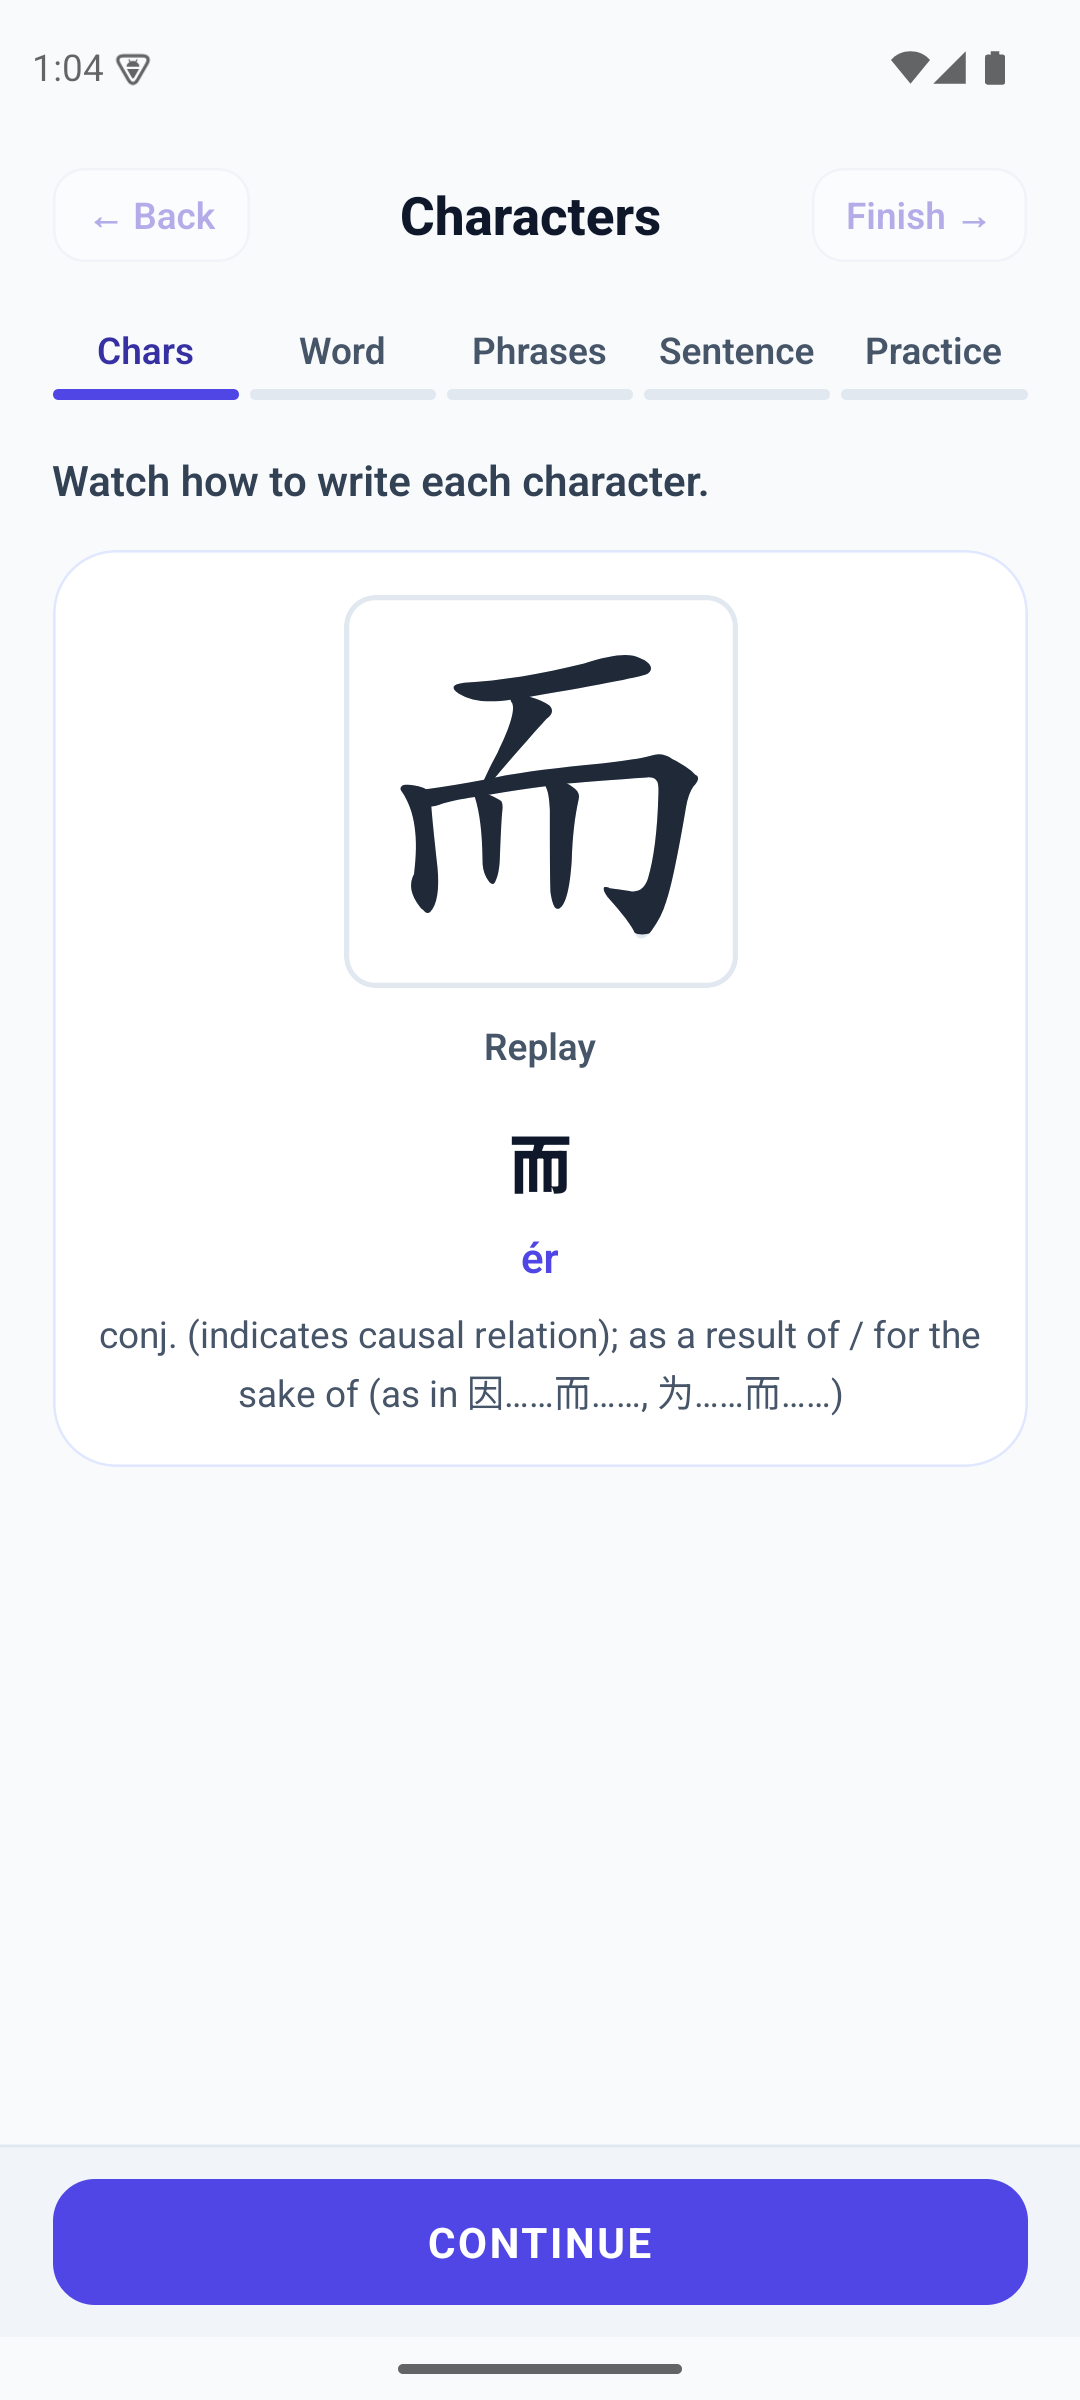 1:04
← Back
Characters
Finish →
Chars
Word
Phrases
Sentence
Practice
Watch how to write each character.
而
Replay
而
ér
conj. (indicates causal relation); as a result of / for the
sake of (as in 因……而……, 为……而……)
CONTINUE